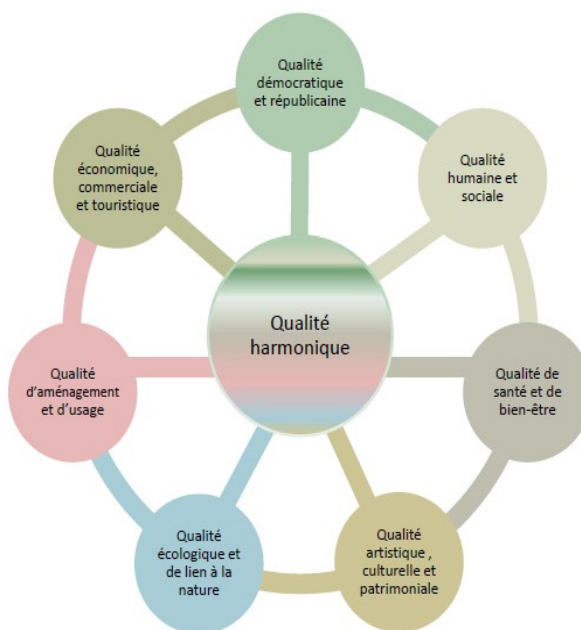 Qualité
démocratique
et républicaine
Qualité
humaine et
sociale
Qualité de
santé et de
bien-être
Qualité
artistique ,
culturelle et
patrimoniale
Qualité
écologique et
de lien à la
nature
Qualité
d’aménagement
et d’usage
Qualité
économique,
commerciale
et touristique
Qualité
harmonique